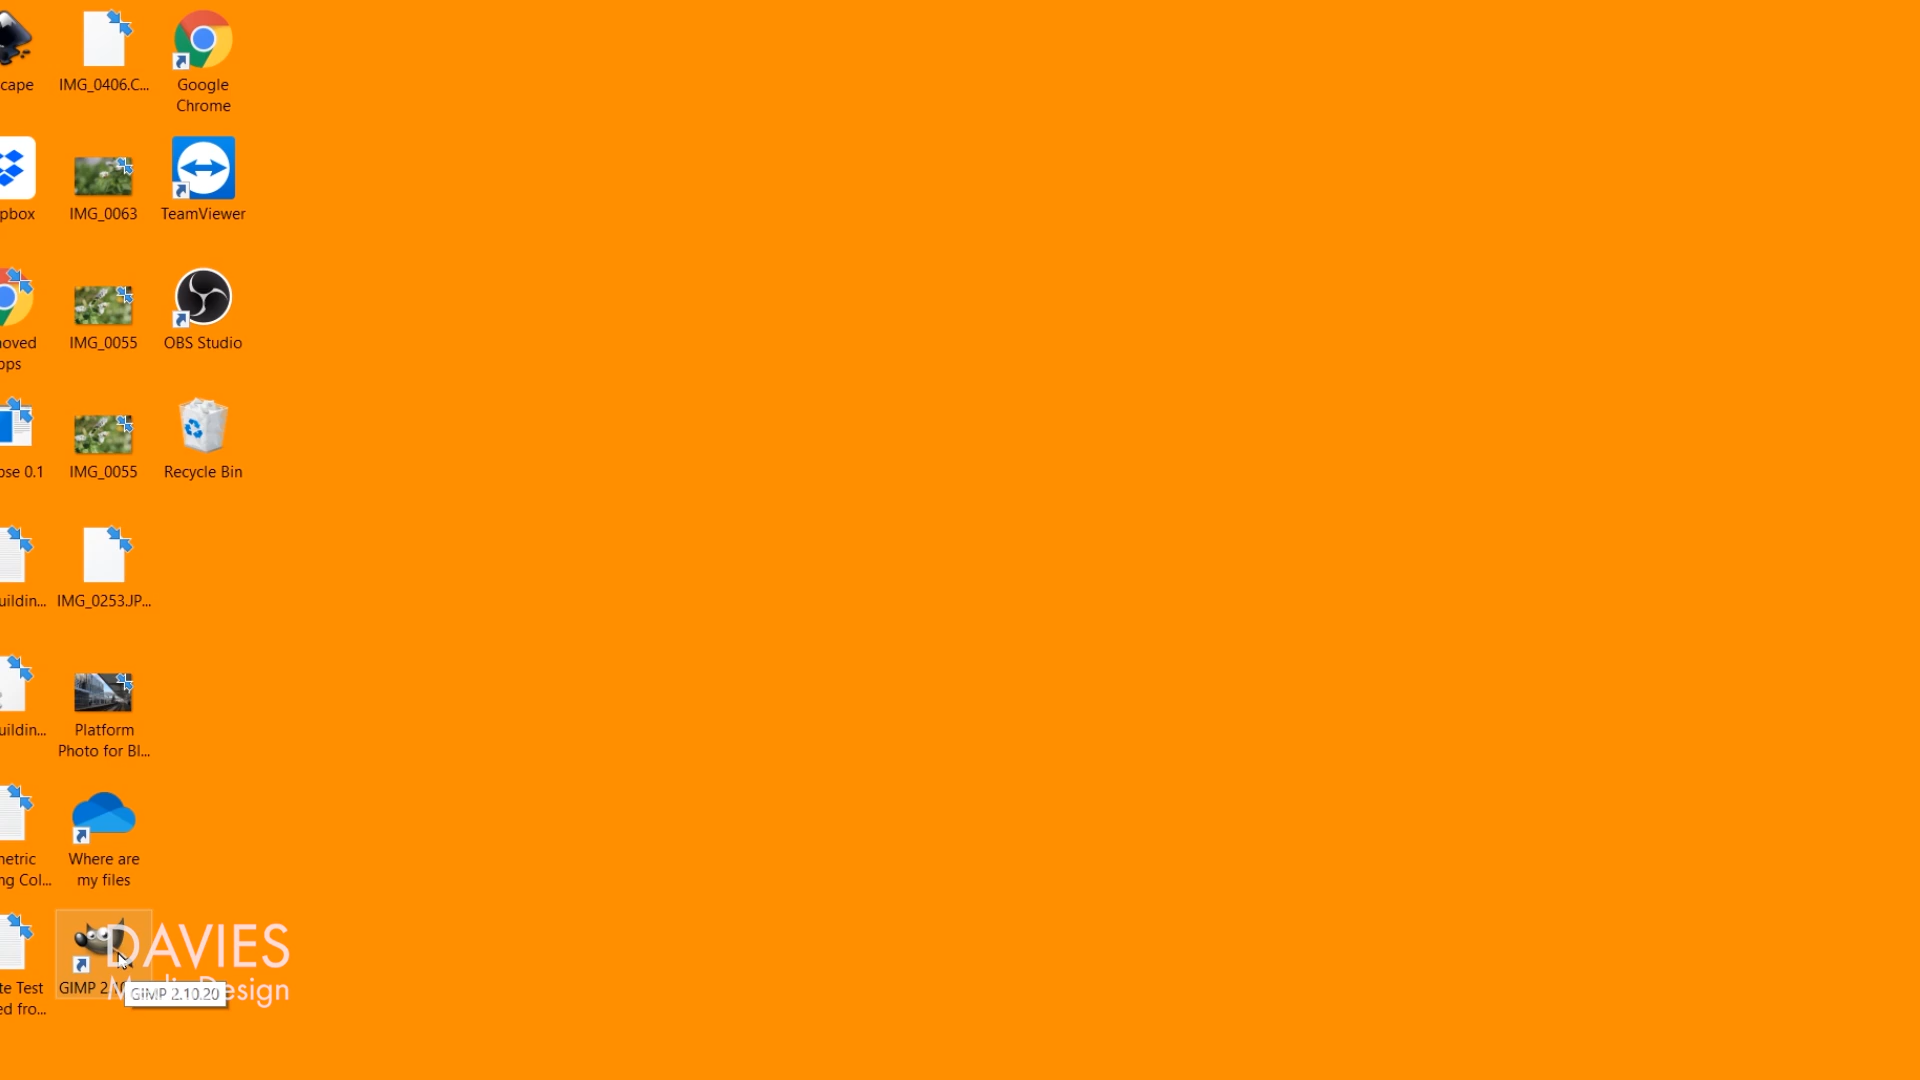 cape
IMG_0406.C...
Google
Chrome
pbox
IMG_0063
TeamViewer
oved
ops
IMG_0055
OBS Studio
ose 0.1
IMG_0055
Recycle Bin
uildin...
IMG_0253.JP...
uildin...
Platform
Photo for Bl...
netric
ng Col...
Where are
my files
te Test
ed fro...
GIMP 2.
DAVIES
Media Design
GIMP 2.10.20